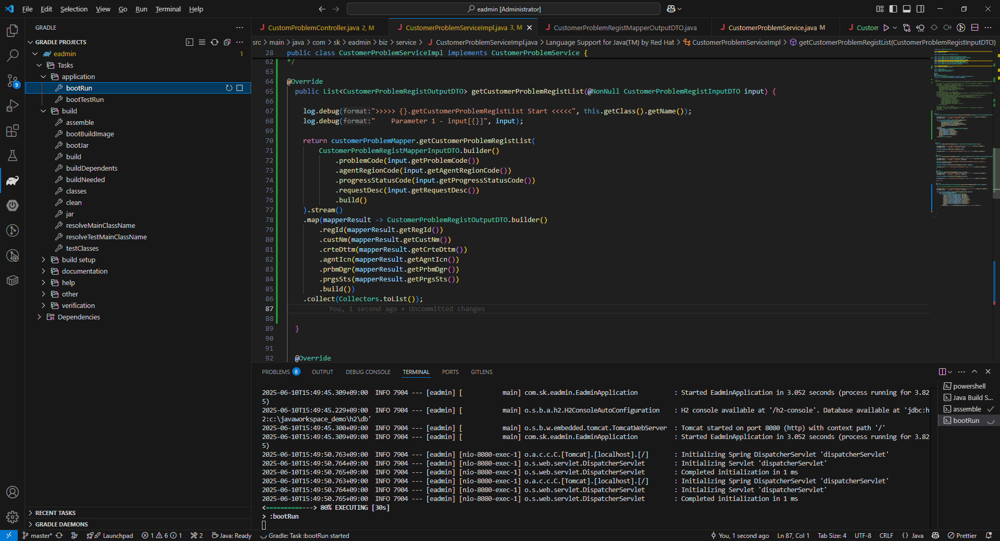 File Edit Selection View Go Run Terminal Help
eadmin [Administrator]
GRADLE
GRADLE PROJECTS
eadmin 1
Tasks
application
bootRun
bootTestRun
build
assemble
bootBuildImage
bootJar
build
buildDependents
buildNeeded
classes
clean
jar
resolveMainClassName
resolveTestMainClassName
testClasses
build setup
documentation
help
other
verification
Dependencies
RECENT TASKS
GRADLE DAEMONS
9
CustomProblemController.java 2, M
CustomerProblemServiceImpl.java 3, M
CustomerProblemRegistMapperOutputDTO.java
CustomerProblemService.java M
Custom
src > main > java > com > sk > eadmin > biz > service > CustomerProblemServiceImpl.java > Language Support for Java(TM) by Red Hat > CustomerProblemServiceImpl > getCustomerProblemRegistList(CustomerProblemRegistInputDTO)
28 public class CustomerProblemServiceImpl implements CustomerProblemService {
62 */
63
64 @Override
65 public List<CustomerProblemRegistOutputDTO> getCustomerProblemRegistList(@NonNull CustomerProblemRegistInputDTO input) {
66
67 log.debug(format:">>>>> {}.getCustomerProblemRegistList Start <<<<<", this.getClass().getName());
68 log.debug(format:"    Parameter 1 - input[{}]", input);
69
70 return customerProblemMapper.getCustomerProblemRegistList(
71 CustomerProblemRegistMapperInputDTO.builder()
72 .problemCode(input.getProblemCode())
73 .agentRegionCode(input.getAgentRegionCode())
74 .progressStatusCode(input.getProgressStatusCode())
75 .requestDesc(input.getRequestDesc())
76 .build()
77 ).stream()
78 .map(mapperResult -> CustomerProblemRegistOutputDTO.builder()
79 .regId(mapperResult.getRegId())
80 .custNm(mapperResult.getCustNm())
81 .crteDttm(mapperResult.getCrteDttm())
82 .agntIcn(mapperResult.getAgntIcn())
83 .prbmDgr(mapperResult.getPrbmDgr())
84 .prgsSts(mapperResult.getPrgsSts())
85 .build())
86 .collect(Collectors.toList());
87 You, 1 second ago • Uncommitted changes
88
89 }
90
91
92 @Override
PROBLEMS 8 OUTPUT DEBUG CONSOLE TERMINAL PORTS GITLENS
2025-06-10T15:49:45.309+09:00  INFO 7904 --- [eadmin] [           main] com.sk.eadmin.EadminApplication          : Started EadminApplication in 3.052 seconds (process running for 3.82
5)
2025-06-10T15:49:45.229+09:00  INFO 7904 --- [eadmin] [           main] o.s.b.a.h2.H2ConsoleAutoConfiguration    : H2 console available at '/h2-console'. Database available at 'jdbc:h
2:c:\javaworkspace_demo\h2\db'
2025-06-10T15:49:45.300+09:00  INFO 7904 --- [eadmin] [           main] o.s.b.w.embedded.tomcat.TomcatWebServer  : Tomcat started on port 8080 (http) with context path '/'
2025-06-10T15:49:45.309+09:00  INFO 7904 --- [eadmin] [           main] com.sk.eadmin.EadminApplication          : Started EadminApplication in 3.052 seconds (process running for 3.82
5)
2025-06-10T15:49:50.763+09:00  INFO 7904 --- [eadmin] [nio-8080-exec-1] o.a.c.c.C.[Tomcat].[localhost].[/]       : Initializing Spring DispatcherServlet 'dispatcherServlet'
2025-06-10T15:49:50.764+09:00  INFO 7904 --- [eadmin] [nio-8080-exec-1] o.s.web.servlet.DispatcherServlet        : Initializing Servlet 'dispatcherServlet'
2025-06-10T15:49:50.765+09:00  INFO 7904 --- [eadmin] [nio-8080-exec-1] o.s.web.servlet.DispatcherServlet        : Completed initialization in 1 ms
2025-06-10T15:49:50.763+09:00  INFO 7904 --- [eadmin] [nio-8080-exec-1] o.a.c.c.C.[Tomcat].[localhost].[/]       : Initializing Spring DispatcherServlet 'dispatcherServlet'
2025-06-10T15:49:50.764+09:00  INFO 7904 --- [eadmin] [nio-8080-exec-1] o.s.web.servlet.DispatcherServlet        : Initializing Servlet 'dispatcherServlet'
2025-06-10T15:49:50.765+09:00  INFO 7904 --- [eadmin] [nio-8080-exec-1] o.s.web.servlet.DispatcherServlet        : Completed initialization in 1 ms
<===========--> 80% EXECUTING [30s]
> :bootRun
powershell
Java Build S...
assemble
bootRun
master* Launchpad 1 6 1 2 Java: Ready Gradle: Task :bootRun started You, 1 second ago Ln 87, Col 1 Tab Size: 4 UTF-8 CRLF {} Java Prettier